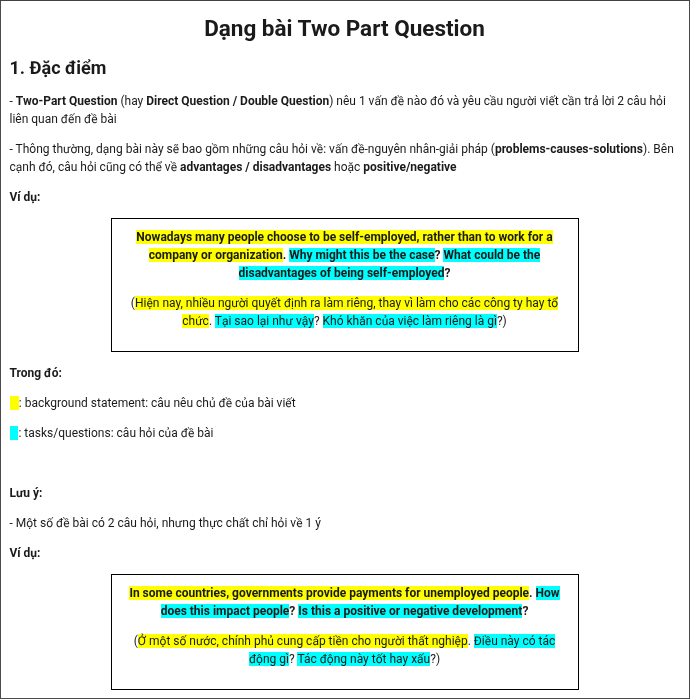 Dạng bài Two Part Question
1. Đặc điểm
- Two-Part Question (hay Direct Question / Double Question) nêu 1 vấn đề nào đó và yêu cầu người viết cần trả lời 2 câu hỏi
liên quan đến đề bài
- Thông thường, dạng bài này sẽ bao gồm những câu hỏi về: vấn đề-nguyên nhân-giải pháp (problems-causes-solutions). Bên
cạnh đó, câu hỏi cũng có thể về advantages / disadvantages hoặc positive/negative
Ví dụ:
Nowadays many people choose to be self-employed, rather than to work for a
company or organization. Why might this be the case? What could be the
disadvantages of being self-employed?
(Hiện nay, nhiều người quyết định ra làm riêng, thay vì làm cho các công ty hay tổ
chức. Tại sao lại như vậy? Khó khăn của việc làm riêng là gì?)
Trong đó:
: background statement: câu nêu chủ đề của bài viết
: tasks/questions: câu hỏi của đề bài
Lưu ý:
- Một số đề bài có 2 câu hỏi, nhưng thực chất chỉ hỏi về 1 ý
Ví dụ:
In some countries, governments provide payments for unemployed people. How
does this impact people? Is this a positive or negative development?
(Ở một số nước, chính phủ cung cấp tiền cho người thất nghiệp. Điều này có tác
động gì? Tác động này tốt hay xấu?)